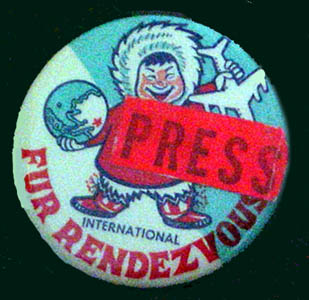 PRESS
INTERNATIONAL
FUR RENDEZVOUS